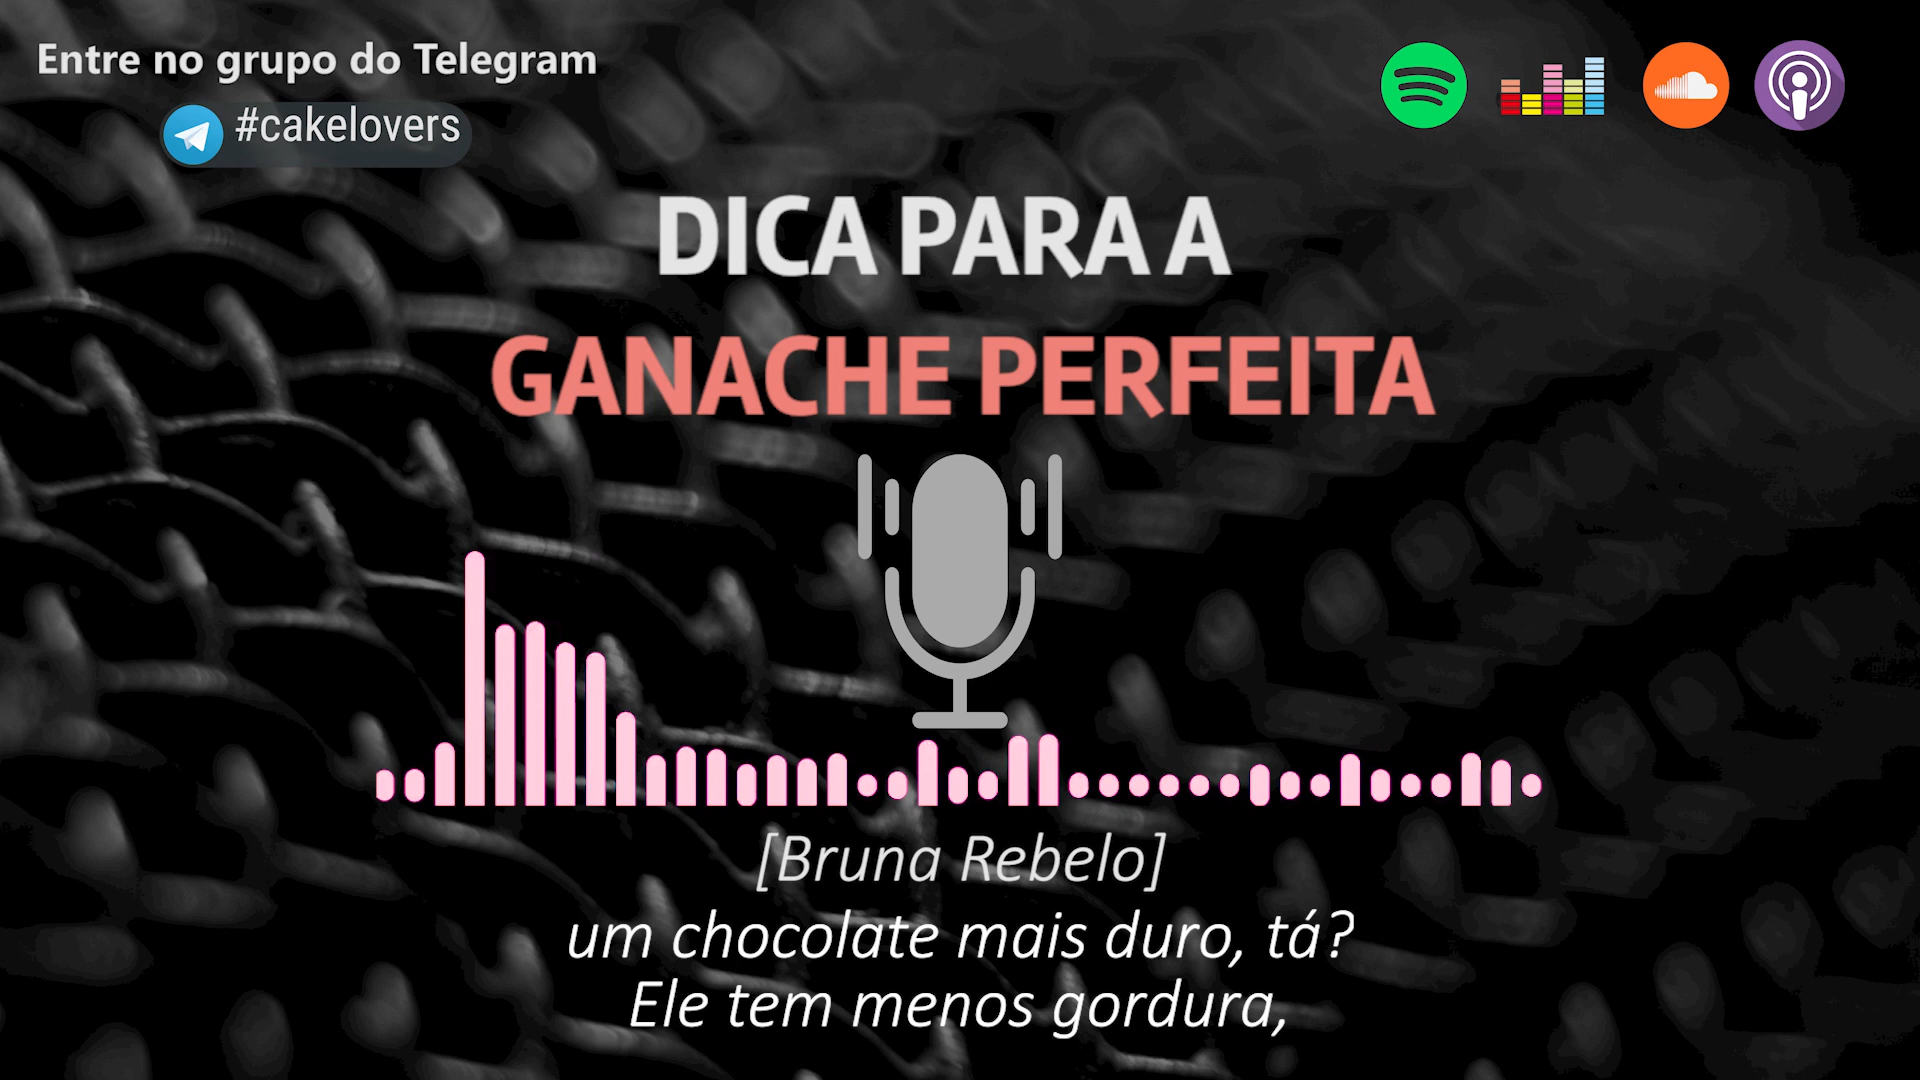 Entre no grupo do Telegram
#cakelovers
DICA PARA A
GANACHE PERFEITA
[Bruna Rebelo]
um chocolate mais duro, tá?
Ele tem menos gordura,